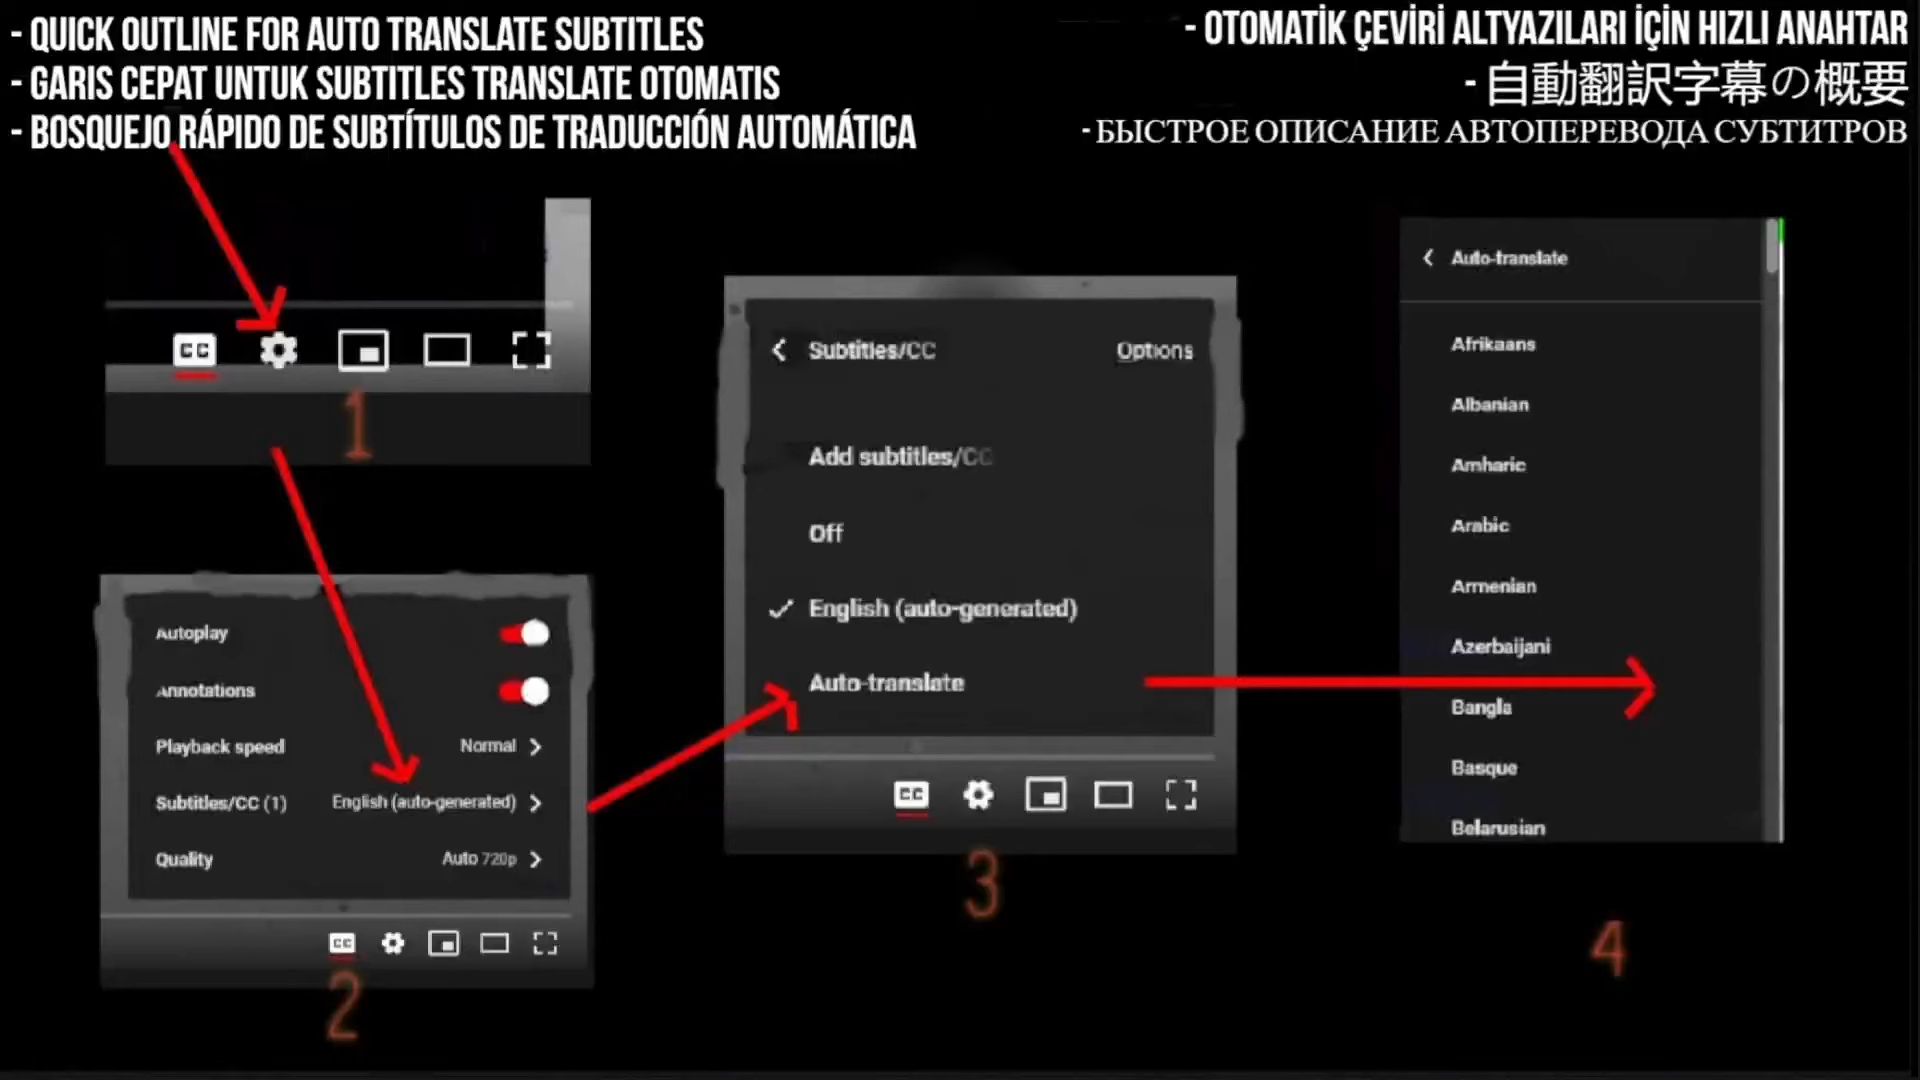 - QUICK OUTLINE FOR AUTO TRANSLATE SUBTITLES
- GARIS CEPAT UNTUK SUBTITLES TRANSLATE OTOMATIS
- BOSQUEJO RÁPIDO DE SUBTÍTULOS DE TRADUCCIÓN AUTOMÁTICA
- OTOMATİK ÇEVİRİ ALTYAZILARI İÇİN HIZLI ANAHTAR
- 自動翻訳字幕の概要
- БЫСТРОЕ ОПИСАНИЕ АВТОПЕРЕВОДА СУБТИТРОВ
CC
1
Autoplay
Annotations
Playback speed Normal
Subtitles/CC (1) English (auto-generated)
Quality Auto 720p
CC
2
Subtitles/CC Options
Add subtitles/CC
Off
English (auto-generated)
Auto-translate
CC
3
Auto-translate
Afrikaans
Albanian
Amharic
Arabic
Armenian
Azerbaijani
Bangla
Basque
Belarusian
4